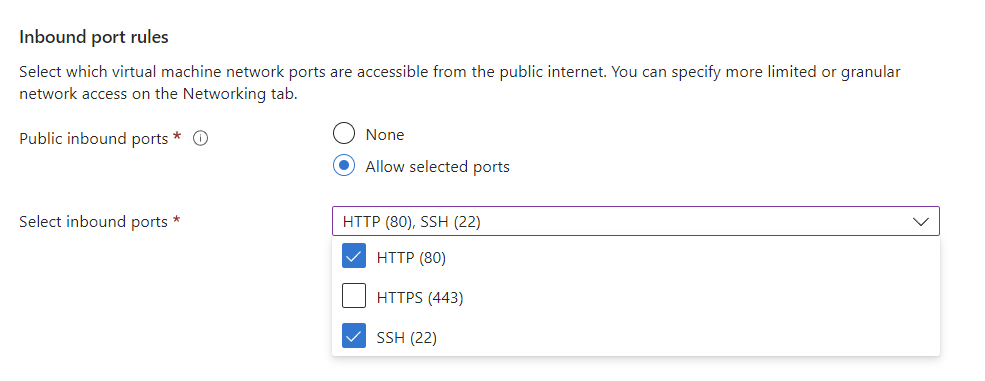 Inbound port rules
Select which virtual machine network ports are accessible from the public internet. You can specify more limited or granular
network access on the Networking tab.
Public inbound ports *
None
Allow selected ports
Select inbound ports *
HTTP (80), SSH (22)
HTTP (80)
HTTPS (443)
SSH (22)